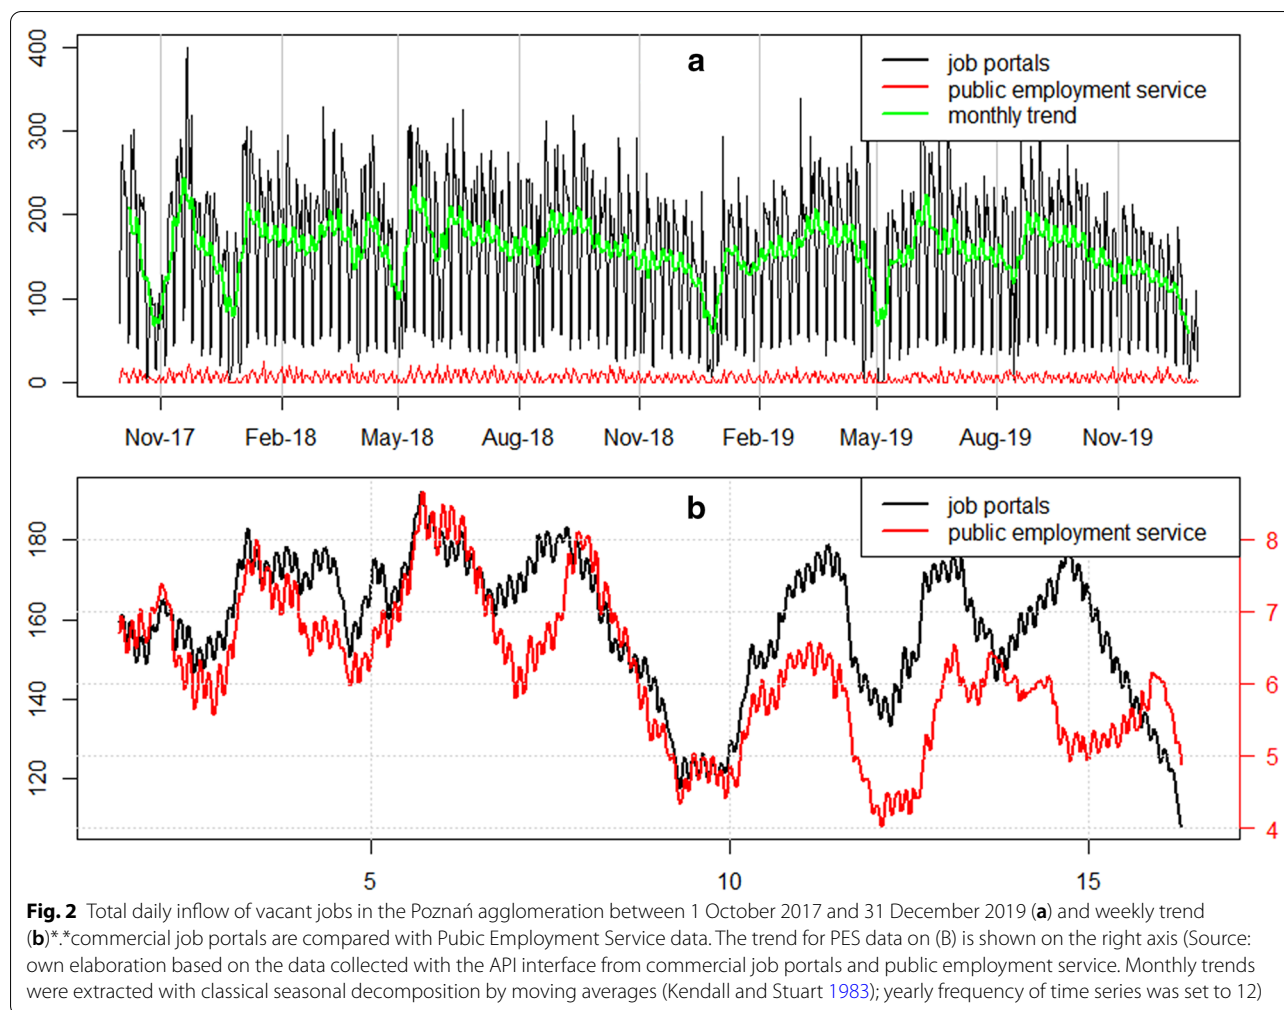 a
job portals
public employment service
monthly trend
400
300
200
100
0
Nov-17 Feb-18 May-18 Aug-18 Nov-18 Feb-19 May-19 Aug-19 Nov-19
b
job portals
public employment service
180
160
140
120
8
7
6
5
4
5 10 15
Fig. 2 Total daily inflow of vacant jobs in the Poznań agglomeration between 1 October 2017 and 31 December 2019 (a) and weekly trend
(b)*.*commercial job portals are compared with Pubic Employment Service data. The trend for PES data on (B) is shown on the right axis (Source:
own elaboration based on the data collected with the API interface from commercial job portals and public employment service. Monthly trends
were extracted with classical seasonal decomposition by moving averages (Kendall and Stuart 1983); yearly frequency of time series was set to 12)